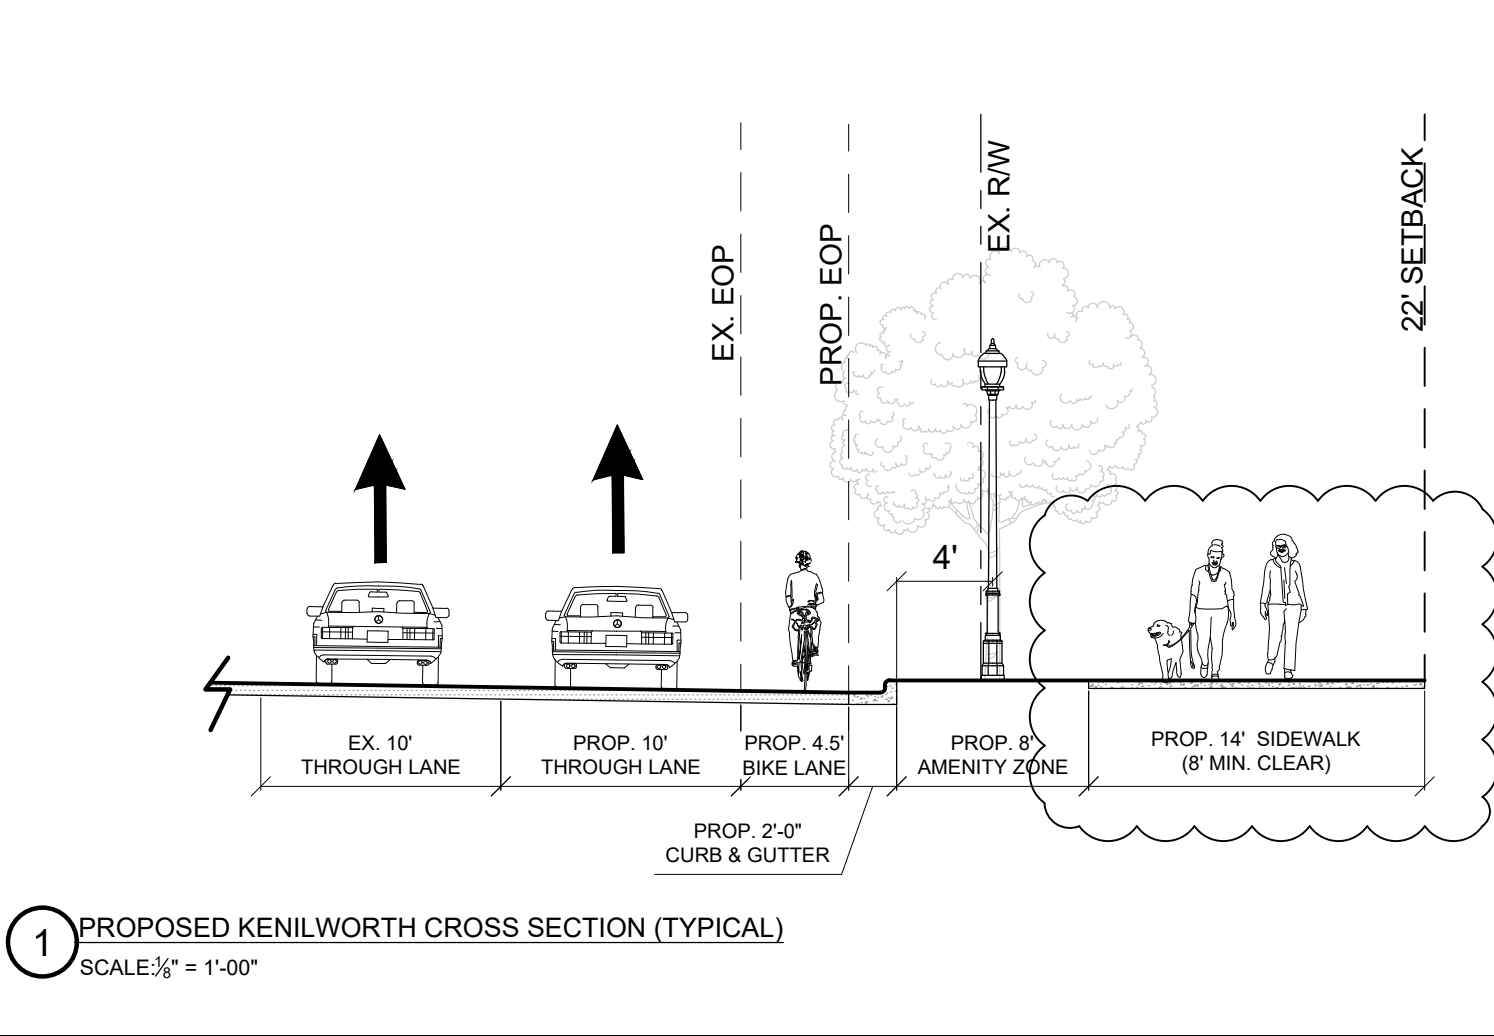 EX. EOP
PROP. EOP
EX. R/W
22' SETBACK
4'
EX. 10'
THROUGH LANE
PROP. 10'
THROUGH LANE
PROP. 4.5'
BIKE LANE
PROP. 8'
AMENITY ZONE
PROP. 14' SIDEWALK
(8' MIN. CLEAR)
PROP. 2'-0"
CURB & GUTTER
1
PROPOSED KENILWORTH CROSS SECTION (TYPICAL)
SCALE:⅛" = 1'-00"